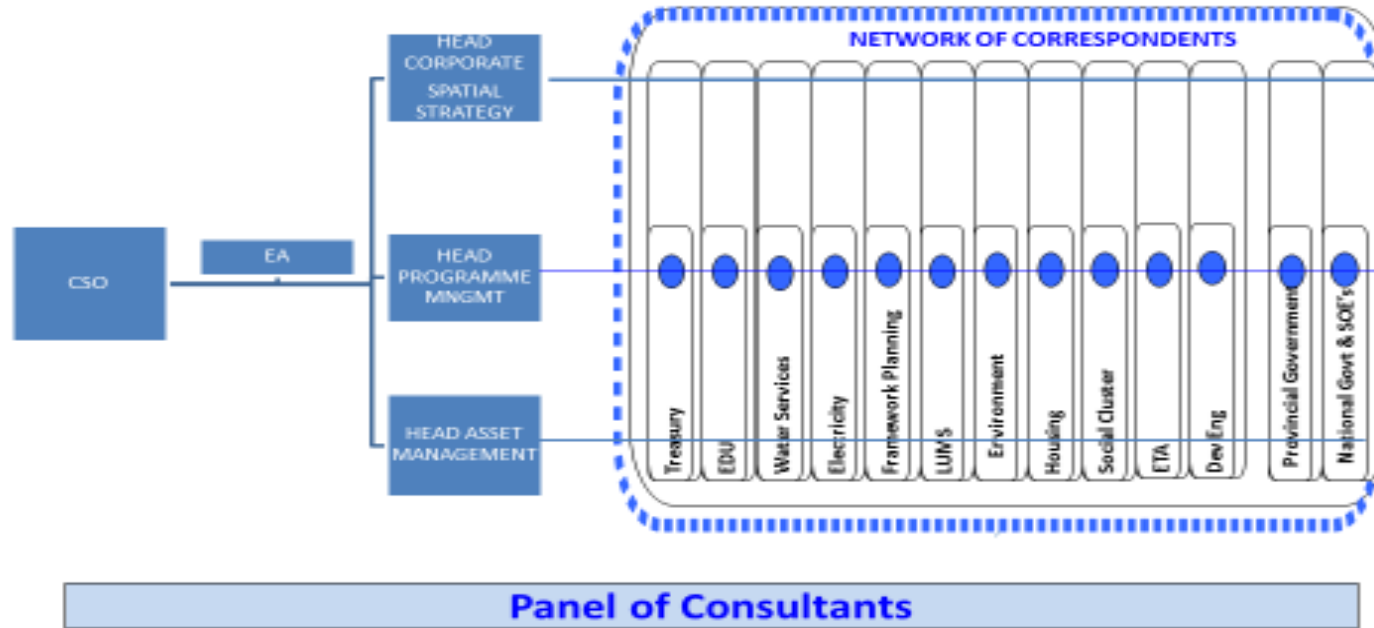 HEAD
CORPORATE
SPATIAL
STRATEGY
NETWORK OF CORRESPONDENTS
CSO
EA
HEAD
PROGRAMME
MNGMT
HEAD ASSET
MANAGEMENT
Treasury
EDU
Water Services
Electricity
Framework Planning
LUMS
Environment
Housing
Social Cluster
ETA
Dev Eng
Provincial Government
National Govt & SOE's
Panel of Consultants